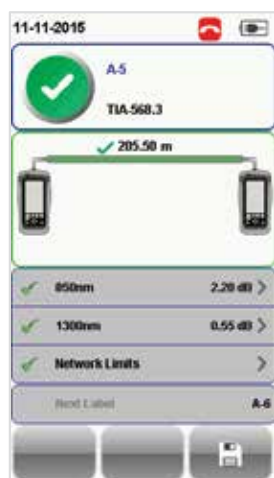 11-11-2015
A-5
TIA-568.3
205.50 m
850nm 2.20 dB
1300nm 0.55 dB
Network Limits
Next Label A-6